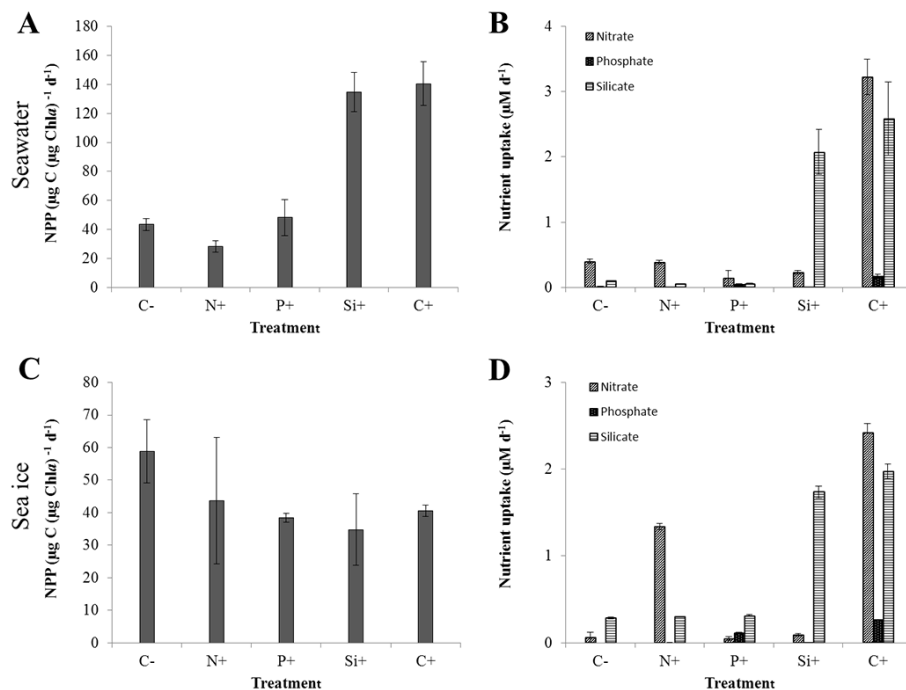 A
Seawater
NPP (µg C (µg Chla) -1 d-1)
180
160
140
120
100
80
60
40
20
0
C- N+ P+ Si+ C+
Treatment
B
Nutrient uptake (µM d-1)
4
3
2
1
0
Nitrate
Phosphate
Silicate
C- N+ P+ Si+ C+
Treatment
C
Sea ice
NPP (µg C (µg Chla) -1 d-1)
80
70
60
50
40
30
20
10
0
C- N+ P+ Si+ C+
Treatment
D
Nutrient uptake (µM d-1)
3
2
1
0
Nitrate
Phosphate
Silicate
C- N+ P+ Si+ C+
Treatment